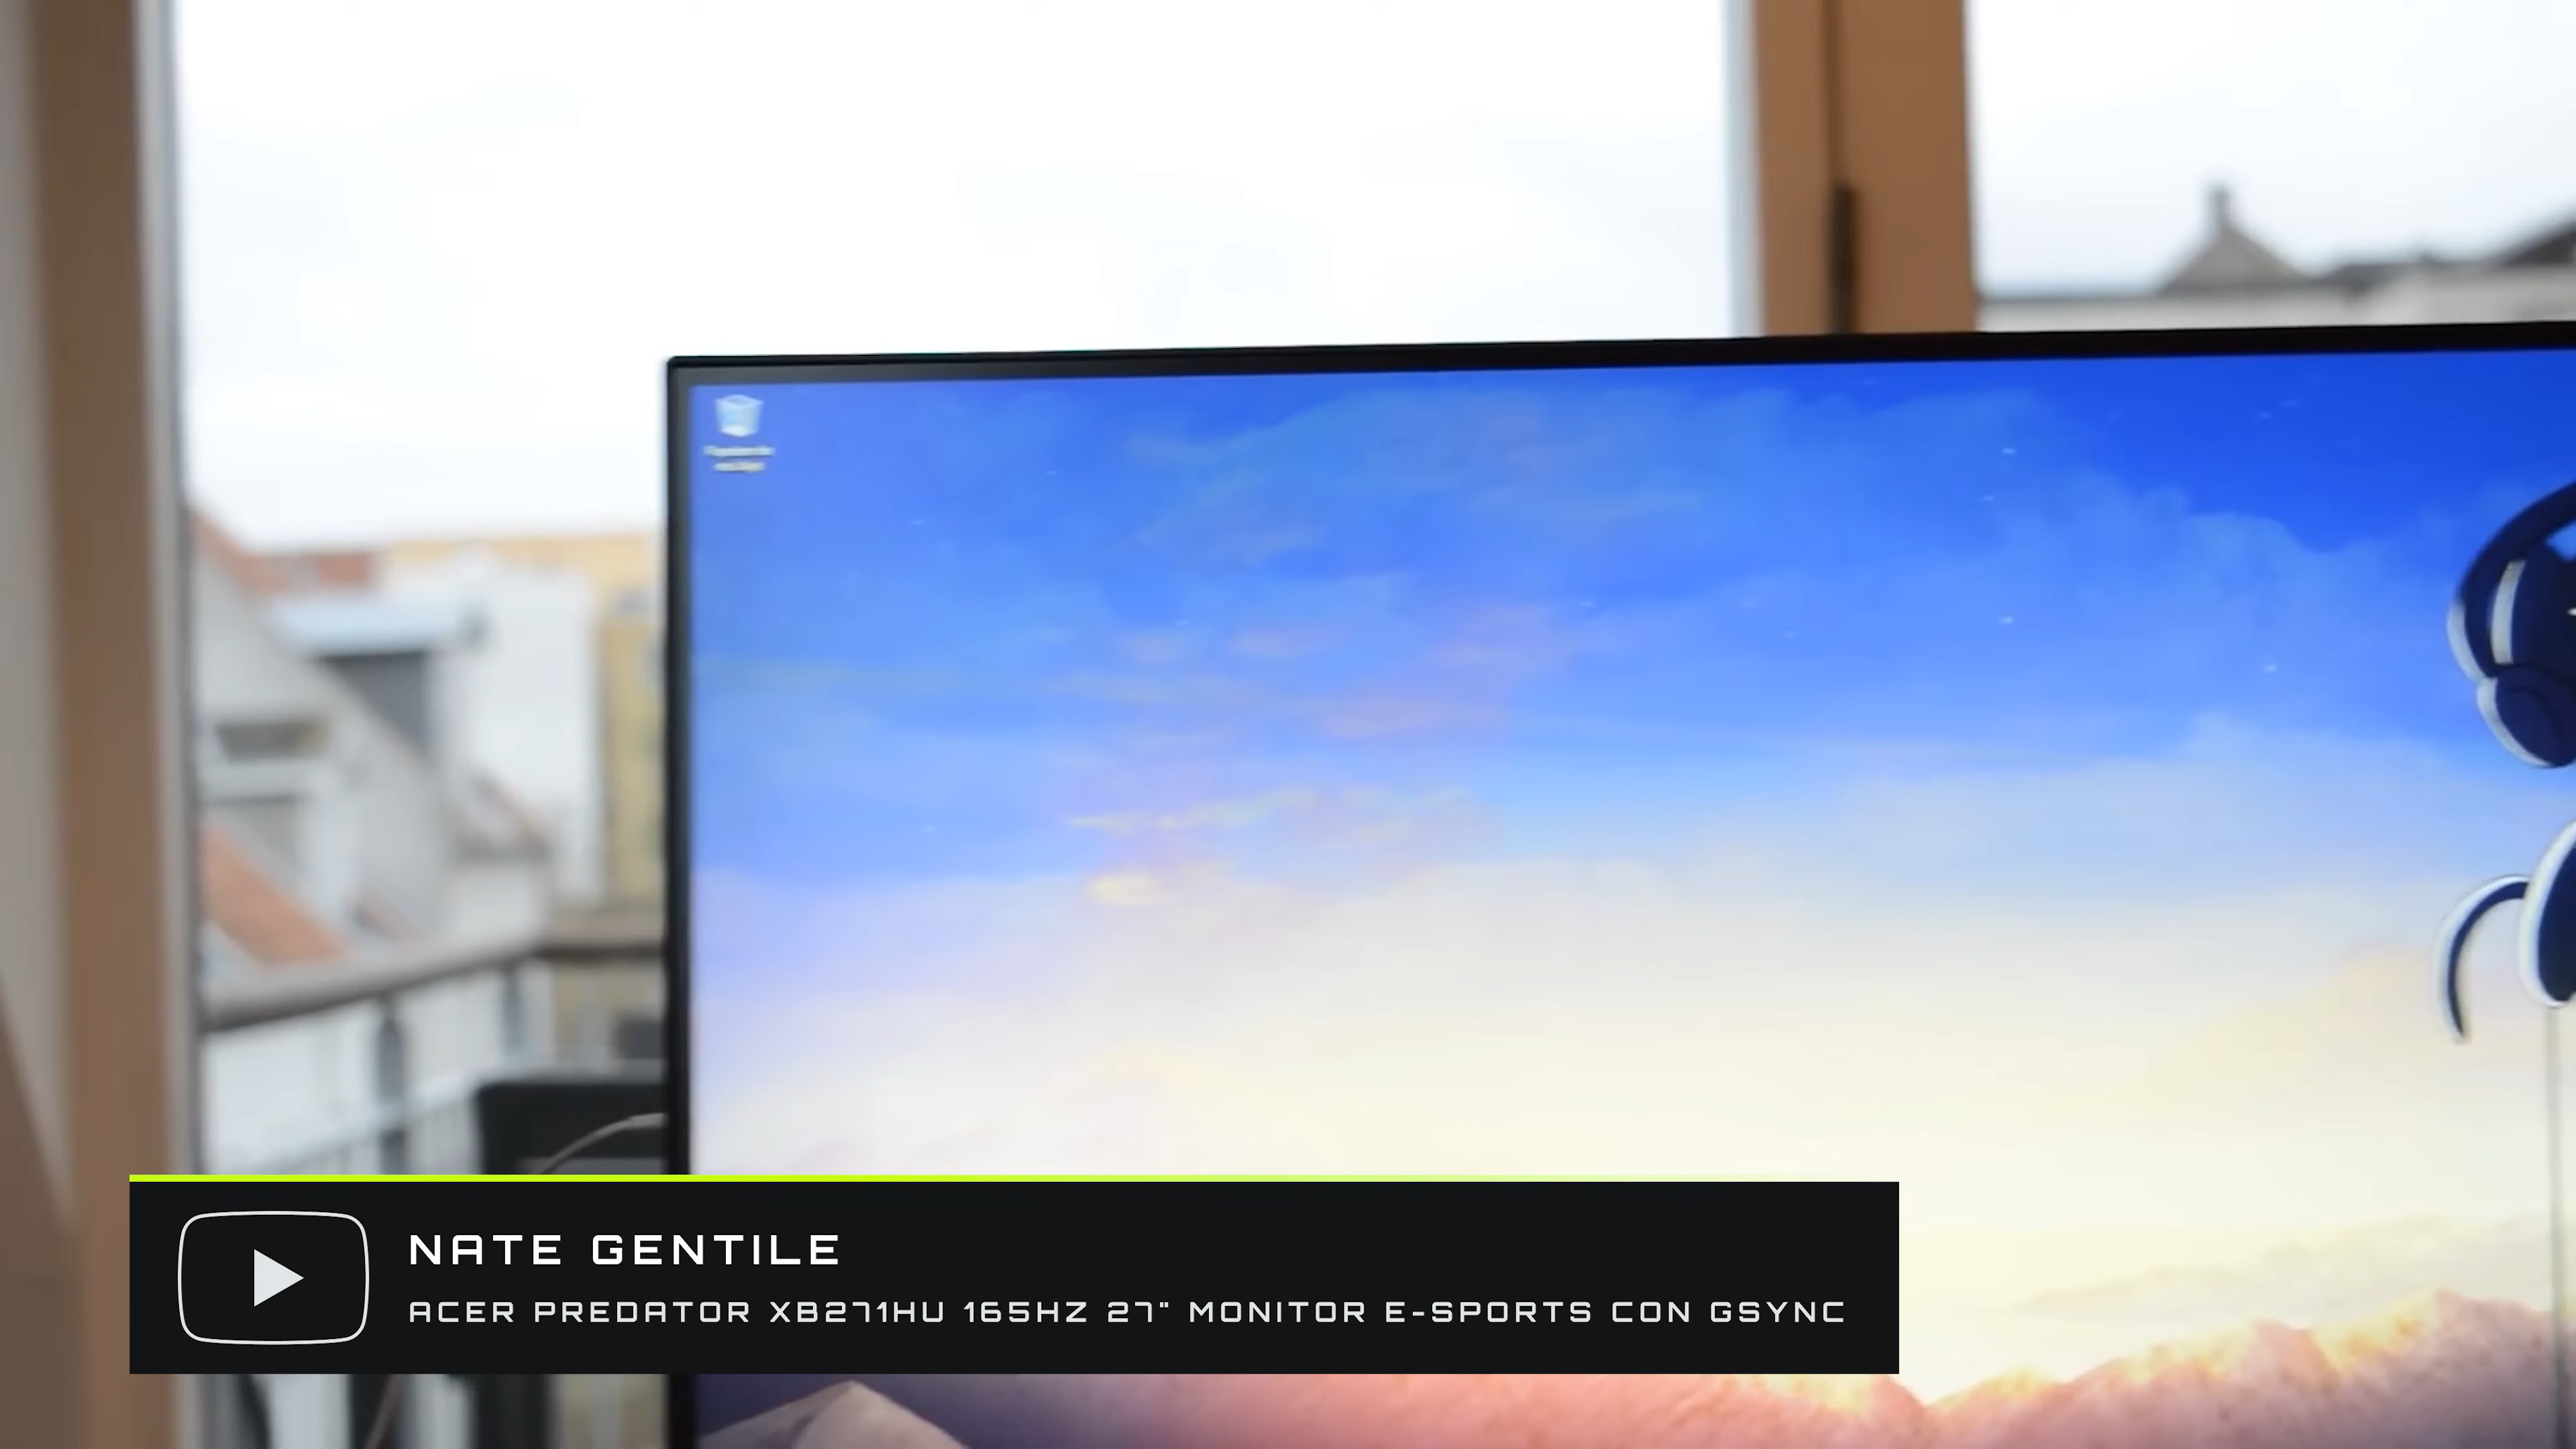 NATE GENTILE
ACER PREDATOR XB271HU 165HZ 27" MONITOR E-SPORTS CON GSYNC